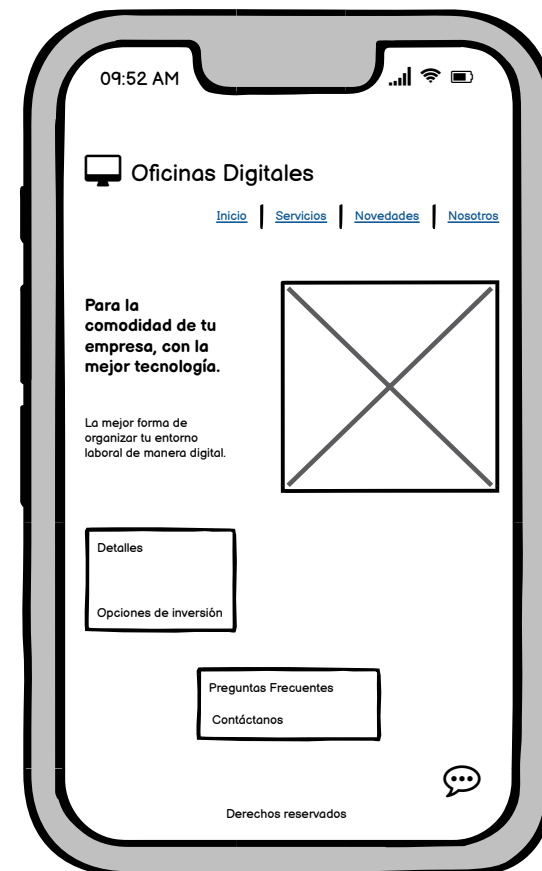 09:52 AM
Oficinas Digitales
Inicio Servicios Novedades Nosotros
Para la
comodidad de tu
empresa, con la
mejor tecnología.
La mejor forma de
organizar tu entorno
laboral de manera digital.
Detalles
Opciones de inversión
Preguntas Frecuentes
Contáctanos
Derechos reservados